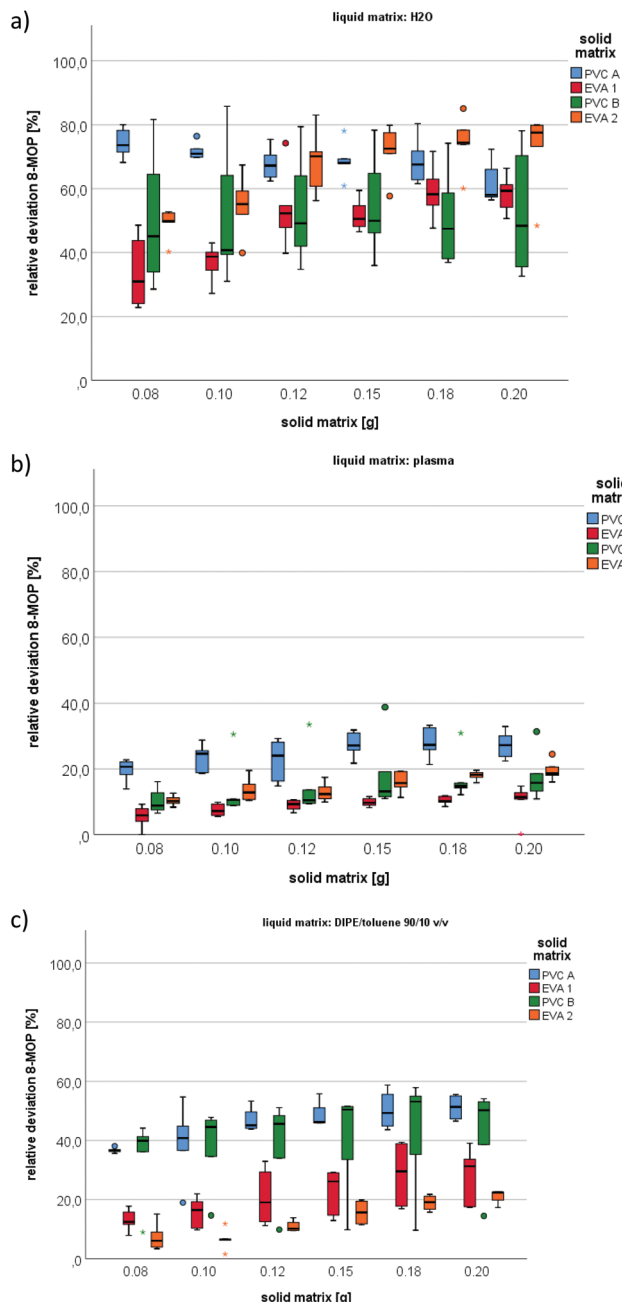 a)
liquid matrix: H2O
solid
matrix
PVC A
EVA 1
PVC B
EVA 2
relative deviation 8-MOP [%]
100,0
80,0
60,0
40,0
20,0
,0
0.08 0.10 0.12 0.15 0.18 0.20
solid matrix [g]
b)
liquid matrix: plasma
solid
matrix
PVC
EVA
PVC
EVA
relative deviation 8-MOP [%]
100,0
80,0
60,0
40,0
20,0
,0
0.08 0.10 0.12 0.15 0.18 0.20
solid matrix [g]
c)
liquid matrix: DIPE/toluene 90/10 v/v
solid
matrix
PVC A
EVA 1
PVC B
EVA 2
relative deviation 8-MOP [%]
100,0
80,0
60,0
40,0
20,0
,0
0.08 0.10 0.12 0.15 0.18 0.20
solid matrix [g]